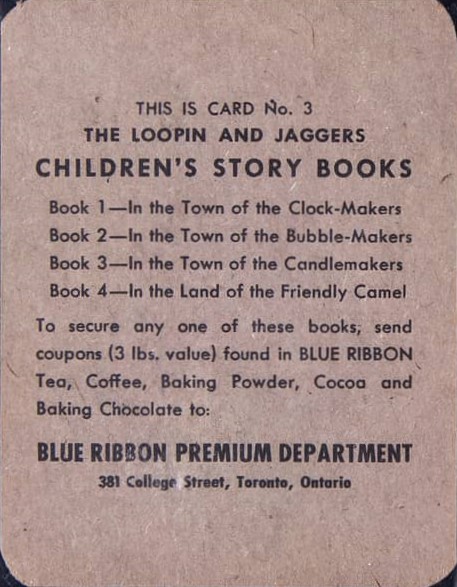 THIS IS CARD No. 3
THE LOOPIN AND JAGGERS
CHILDREN'S STORY BOOKS
Book 1—In the Town of the Clock-Makers
Book 2—In the Town of the Bubble-Makers
Book 3—In the Town of the Candlemakers
Book 4—In the Land of the Friendly Camel
To secure any one of these books, send
coupons (3 lbs. value) found in BLUE RIBBON
Tea, Coffee, Baking Powder, Cocoa and
Baking Chocolate to:
BLUE RIBBON PREMIUM DEPARTMENT
381 College Street, Toronto, Ontario